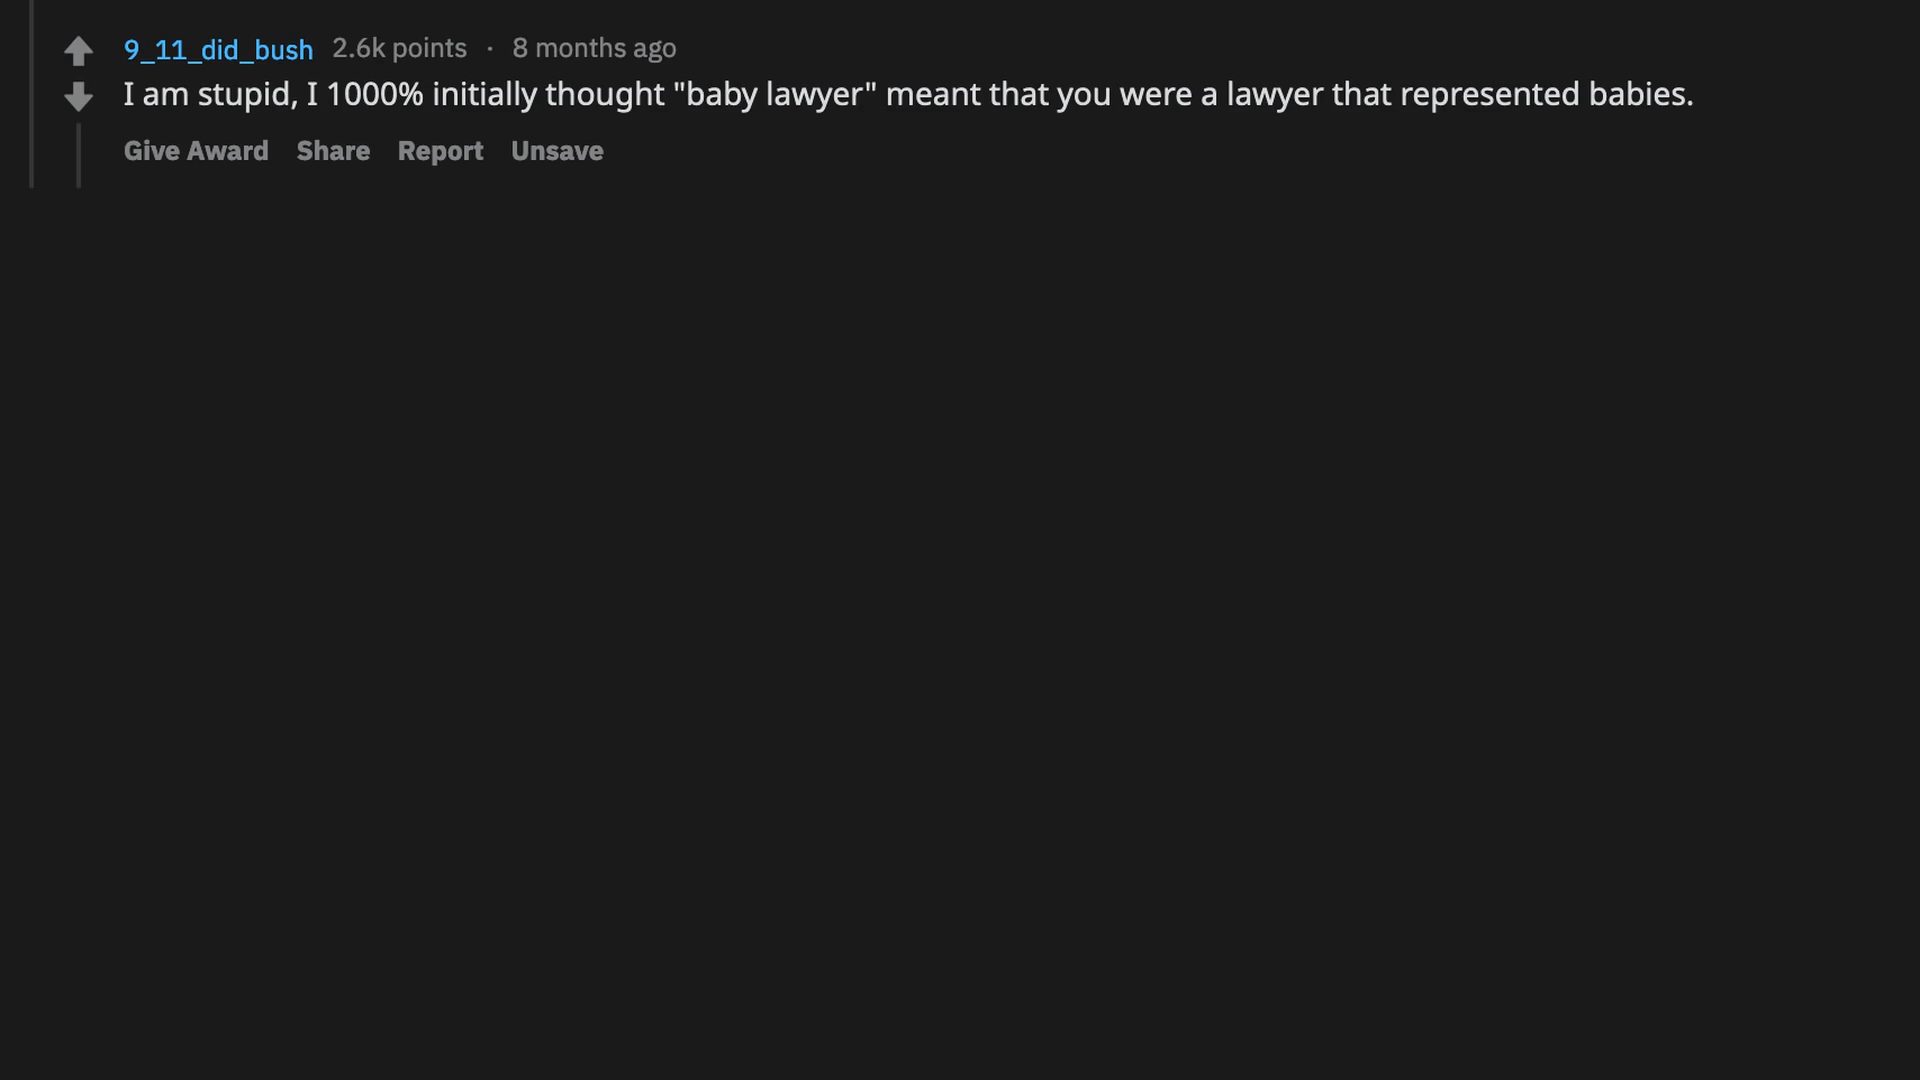 9_11_did_bush 2.6k points · 8 months ago
I am stupid, I 1000% initially thought "baby lawyer" meant that you were a lawyer that represented babies.
Give Award Share Report Unsave